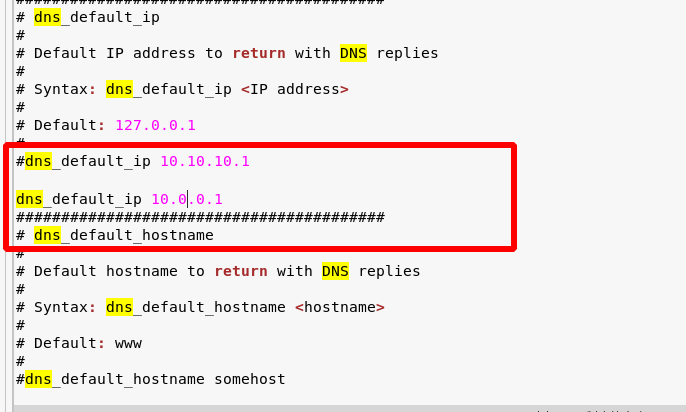 # dns_default_ip
#
# Default IP address to return with DNS replies
#
# Syntax: dns_default_ip <IP address>
#
# Default: 127.0.0.1
#
#dns_default_ip 10.10.10.1
dns_default_ip 10.0.0.1
#########################################
# dns_default_hostname
#
# Default hostname to return with DNS replies
#
# Syntax: dns_default_hostname <hostname>
#
# Default: www
#
#dns_default_hostname somehost